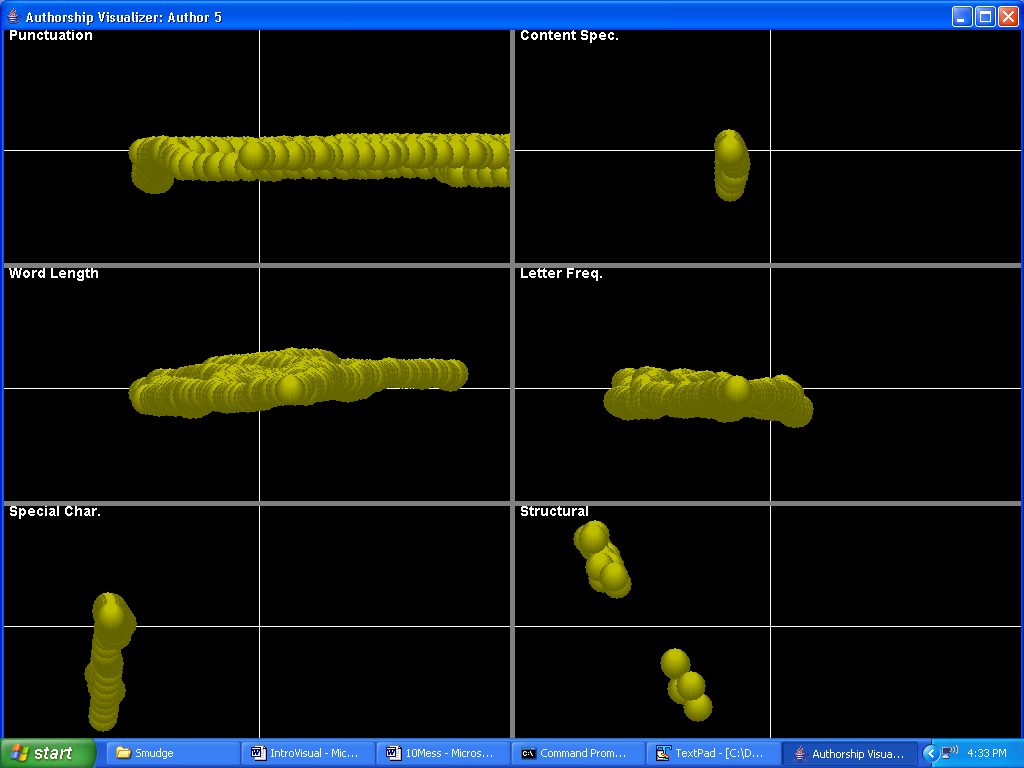 Authorship Visualizer: Author 5
Punctuation
Content Spec.
Word Length
Letter Freq.
Special Char.
Structural
start
Smudge
IntroVisual - Mic...
10Mess - Micros...
Command Prom...
TextPad - [C:\D...
Authorship Visua...
4:33 PM